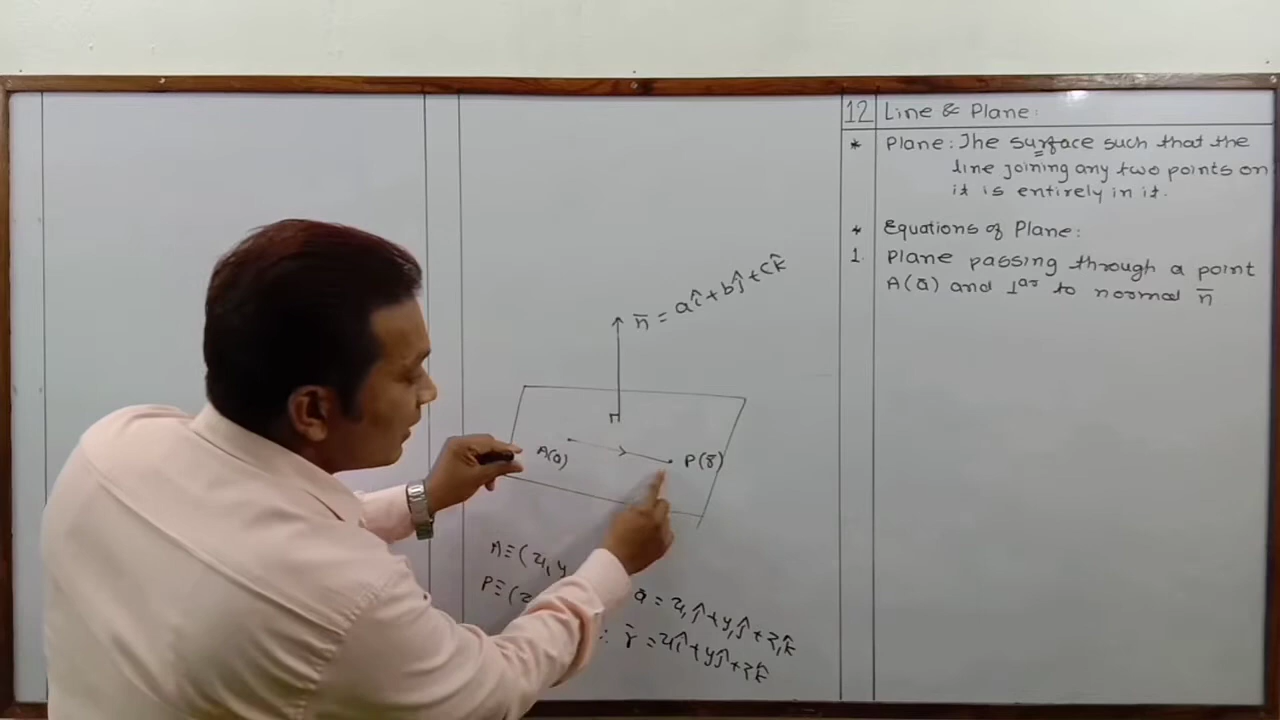 12 Line & Plane:
* Plane: The surface such that the
line joining any two points on
it is entirely in it.
* Equations of Plane:
1. Plane passing through a point
A(ā) and ⊥ar to normal n̄
n̄ = aî+bĵ+ck̂
A(ā)
P(r̄)
A≡(x₁, y
P≡(x
ā = x₁ĵ+y₁ĵ+z₁k̂
∴ r̄ = xî+yĵ+zk̂